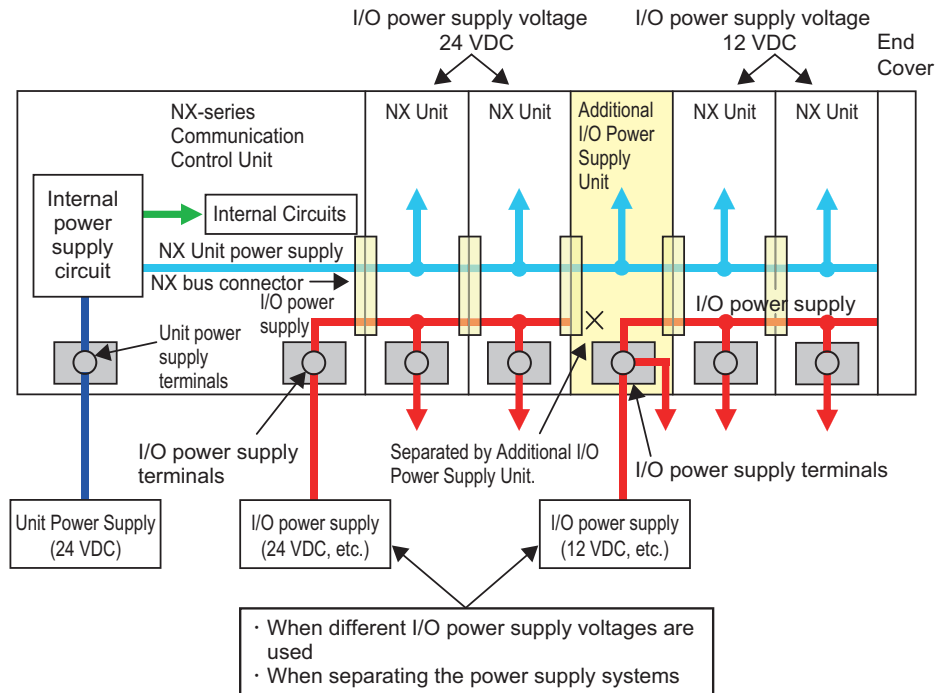 I/O power supply voltage
24 VDC
I/O power supply voltage
12 VDC
End
Cover
NX-series
Communication
Control Unit
NX Unit
NX Unit
Additional
I/O Power
Supply
Unit
NX Unit
NX Unit
Internal
power
supply
circuit
Internal Circuits
NX Unit power supply
NX bus connector
I/O power
supply
I/O power supply
Unit power
supply
terminals
I/O power supply
terminals
Separated by Additional I/O
Power Supply Unit.
I/O power supply terminals
Unit Power Supply
(24 VDC)
I/O power supply
(24 VDC, etc.)
I/O power supply
(12 VDC, etc.)
· When different I/O power supply voltages are
used
· When separating the power supply systems